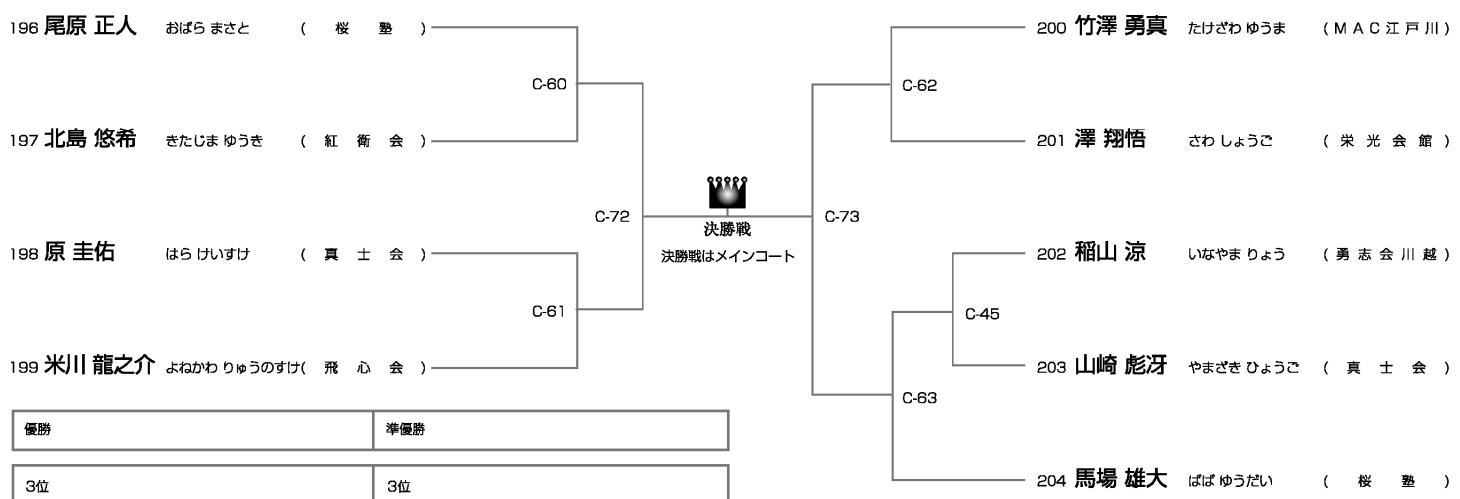 196 尾原 正人 おばら まさと ( 桜 塾 )
C-60
197 北島 悠希 きたじま ゆうき ( 紅 衛 会 )
C-72
198 原 圭佑 はら けいすけ ( 真 士 会 )
C-61
199 米川 龍之介 よねかわ りゅうのすけ( 飛 心 会 )
決勝戦
決勝戦はメインコート
200 竹澤 勇真 たけざわ ゆうま ( MAC江戸川 )
C-62
201 澤 翔悟 さわ しょうご ( 栄 光 会 館 )
C-73
202 稲山 涼 いなやま りょう ( 勇志会川越 )
C-45
203 山崎 彪冴 やまざき ひょうご ( 真 士 会 )
C-63
204 馬場 雄大 ばば ゆうだい ( 桜 塾 )
優勝 準優勝
3位 3位